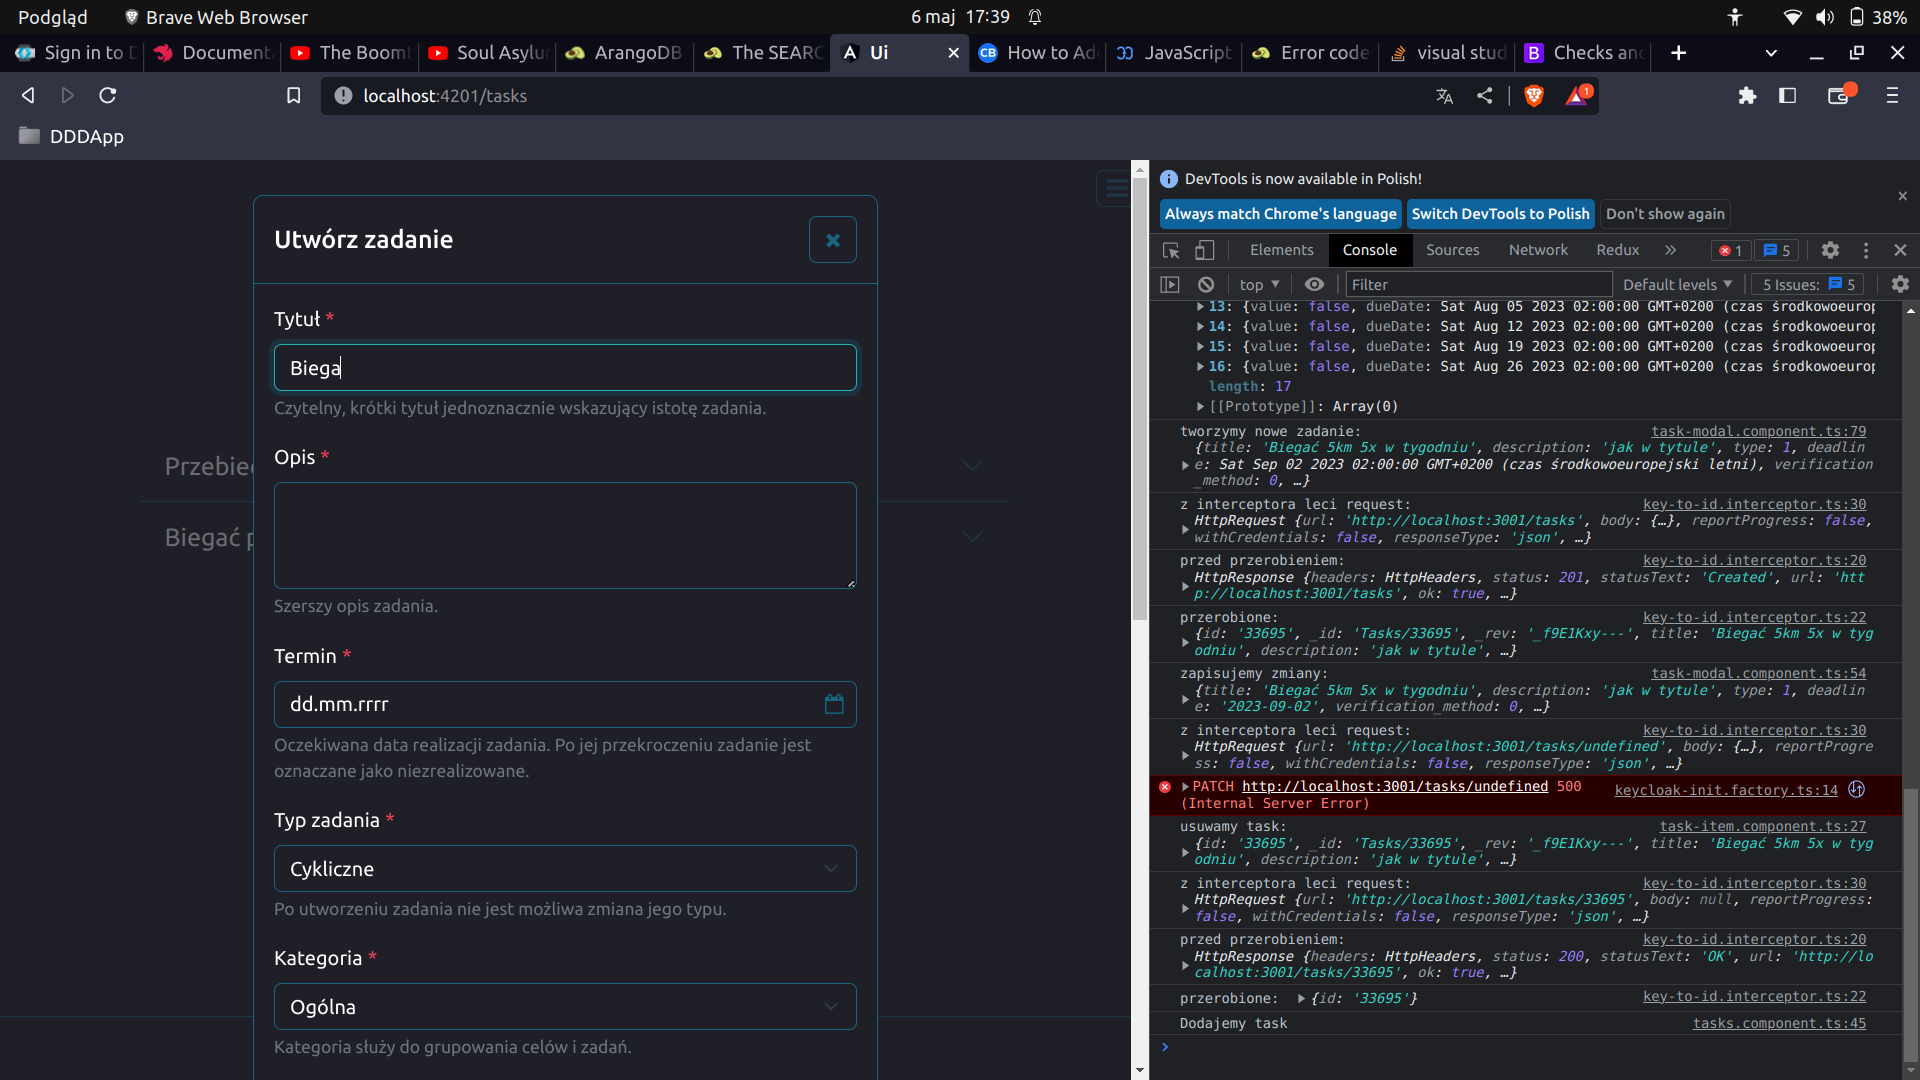 Podgląd
Brave Web Browser
6 maj 17:39
38%
Sign in to
Document
The Boomt
Soul Asylu
ArangoDB
The SEARC
Ui
How to Ad
JavaScript
Error code
visual stud
Checks and
localhost:4201/tasks
1
DDDApp
Utwórz zadanie
Tytuł *
Biega
Czytelny, krótki tytuł jednoznacznie wskazujący istotę zadania.
Opis *
Szerszy opis zadania.
Termin *
dd.mm.rrrr
Oczekiwana data realizacji zadania. Po jej przekroczeniu zadanie jest
oznaczane jako niezrealizowane.
Typ zadania *
Cykliczne
Po utworzeniu zadania nie jest możliwa zmiana jego typu.
Kategoria *
Ogólna
Kategoria służy do grupowania celów i zadań.
Przebiec
Biegać p
DevTools is now available in Polish!
Always match Chrome's language
Switch DevTools to Polish
Don't show again
Elements
Console
Sources
Network
Redux
1
5
top
Filter
Default levels
5 Issues:
5
13: {value: false, dueDate: Sat Aug 05 2023 02:00:00 GMT+0200 (czas środkowoeurop
14: {value: false, dueDate: Sat Aug 12 2023 02:00:00 GMT+0200 (czas środkowoeurop
15: {value: false, dueDate: Sat Aug 19 2023 02:00:00 GMT+0200 (czas środkowoeurop
16: {value: false, dueDate: Sat Aug 26 2023 02:00:00 GMT+0200 (czas środkowoeurop
length: 17
[[Prototype]]: Array(0)
tworzymy nowe zadanie: task-modal.component.ts:79
{title: 'Biegać 5km 5x w tygodniu', description: 'jak w tytule', type: 1, deadlin
e: Sat Sep 02 2023 02:00:00 GMT+0200 (czas środkowoeuropejski letni), verification
_method: 0, …}
z interceptora leci request: key-to-id.interceptor.ts:30
HttpRequest {url: 'http://localhost:3001/tasks', body: {…}, reportProgress: false,
withCredentials: false, responseType: 'json', …}
przed przerobieniem: key-to-id.interceptor.ts:20
HttpResponse {headers: HttpHeaders, status: 201, statusText: 'Created', url: 'htt
p://localhost:3001/tasks', ok: true, …}
przerobione: key-to-id.interceptor.ts:22
{id: '33695', _id: 'Tasks/33695', _rev: '_f9E1Kxy---', title: 'Biegać 5km 5x w tyg
odniu', description: 'jak w tytule', …}
zapisujemy zmiany: task-modal.component.ts:54
{title: 'Biegać 5km 5x w tygodniu', description: 'jak w tytule', type: 1, deadlin
e: '2023-09-02', verification_method: 0, …}
z interceptora leci request: key-to-id.interceptor.ts:30
HttpRequest {url: 'http://localhost:3001/tasks/undefined', body: {…}, reportProgre
ss: false, withCredentials: false, responseType: 'json', …}
PATCH http://localhost:3001/tasks/undefined 500 keycloak-init.factory.ts:14
(Internal Server Error)
usuwamy task: task-item.component.ts:27
{id: '33695', _id: 'Tasks/33695', _rev: '_f9E1Kxy---', title: 'Biegać 5km 5x w tyg
odniu', description: 'jak w tytule', …}
z interceptora leci request: key-to-id.interceptor.ts:30
HttpRequest {url: 'http://localhost:3001/tasks/33695', body: null, reportProgress:
false, withCredentials: false, responseType: 'json', …}
przed przerobieniem: key-to-id.interceptor.ts:20
HttpResponse {headers: HttpHeaders, status: 200, statusText: 'OK', url: 'http://lo
calhost:3001/tasks/33695', ok: true, …}
przerobione: {id: '33695'} key-to-id.interceptor.ts:22
Dodajemy task tasks.component.ts:45